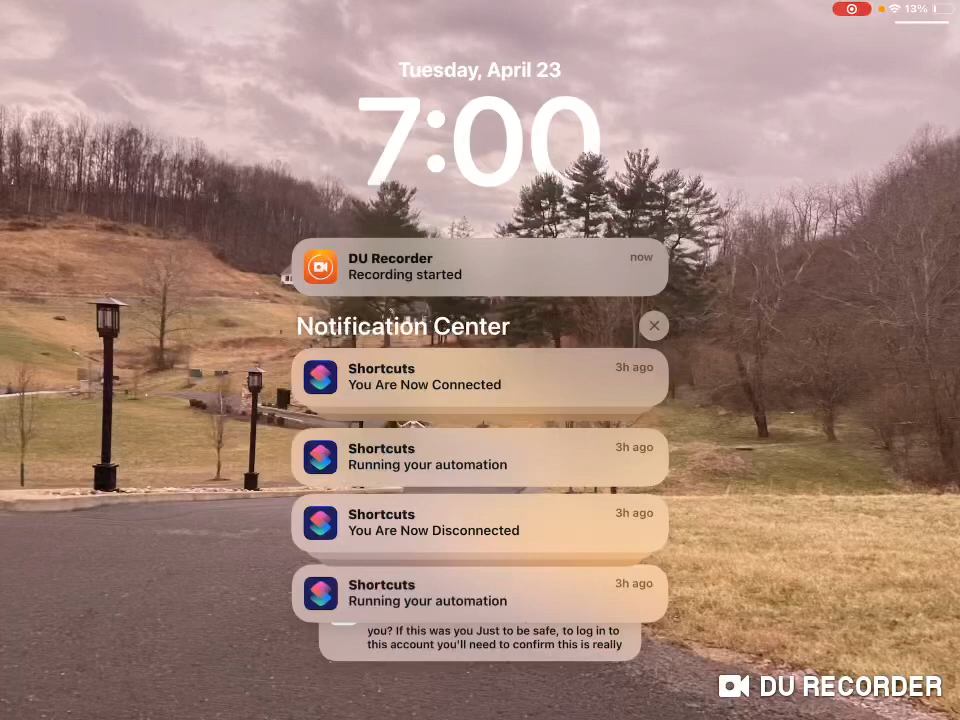 13%
Tuesday, April 23
7:00
DU Recorder
now
Recording started
Notification Center
Shortcuts
3h ago
You Are Now Connected
Shortcuts
3h ago
Running your automation
Shortcuts
3h ago
You Are Now Disconnected
Shortcuts
3h ago
Running your automation
you? If this was you Just to be safe, to log in to
this account you'll need to confirm this is really
DU RECORDER